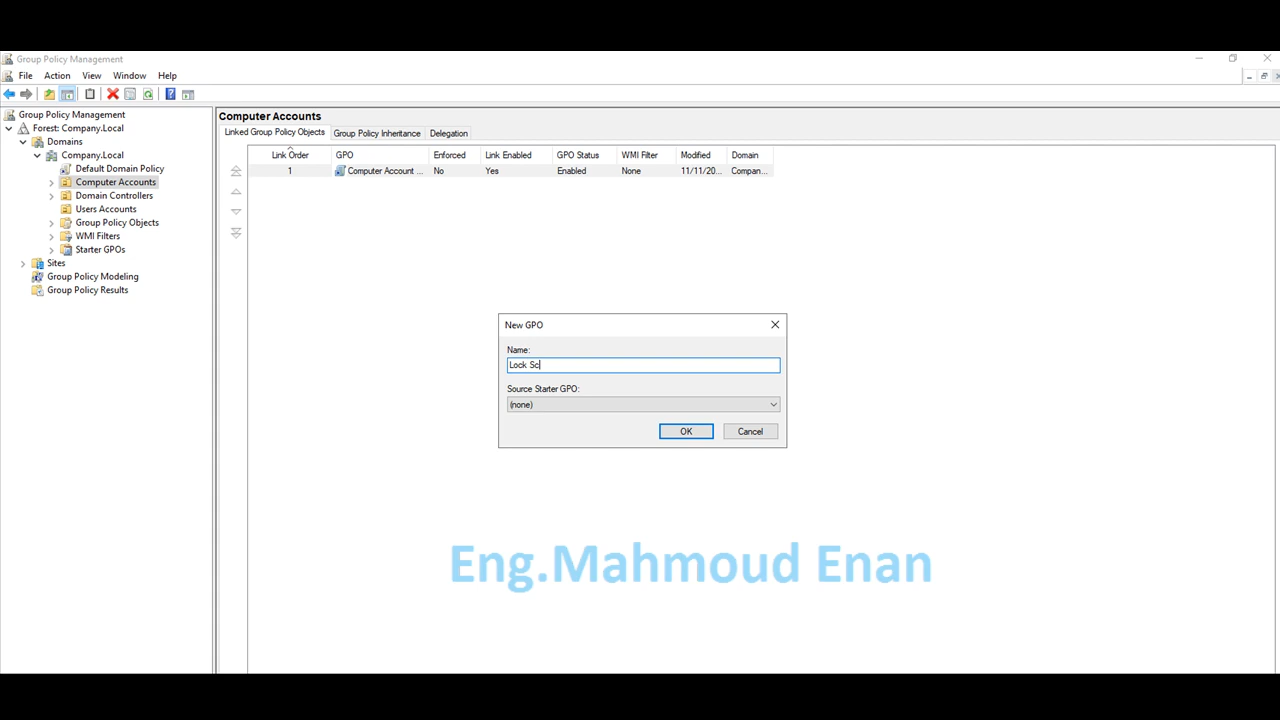 Group Policy Management
File Action View Window Help
Group Policy Management
Forest: Company.Local
Domains
Company.Local
Default Domain Policy
Computer Accounts
Domain Controllers
Users Accounts
Group Policy Objects
WMI Filters
Starter GPOs
Sites
Group Policy Modeling
Group Policy Results
Computer Accounts
Linked Group Policy Objects Group Policy Inheritance Delegation
Link Order GPO Enforced Link Enabled GPO Status WMI Filter Modified Domain
1 Computer Account ... No Yes Enabled None 11/11/20... Compan...
New GPO
Name:
Lock Sc
Source Starter GPO:
(none)
OK Cancel
Eng.Mahmoud Enan